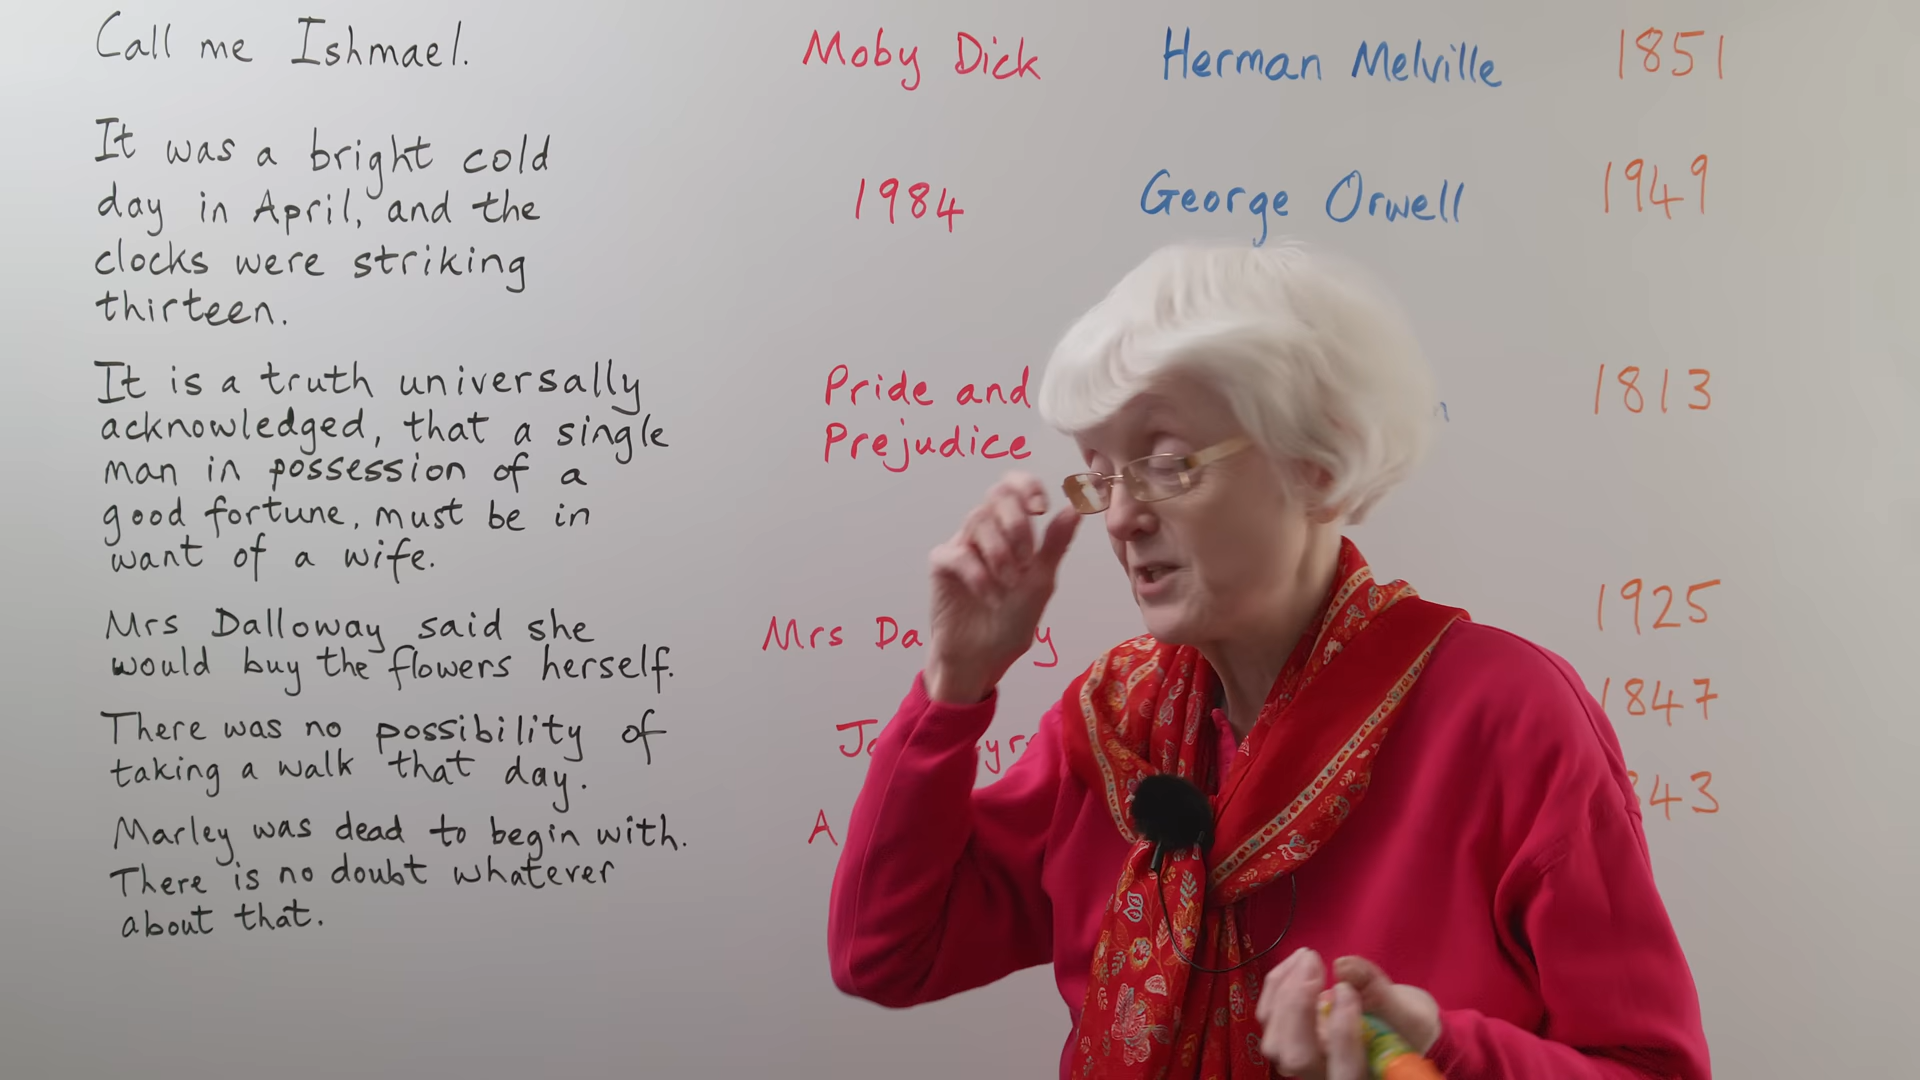 Call me Ishmael.
Moby Dick
Herman Melville
1851
It was a bright cold
day in April, and the
clocks were striking
thirteen.
1984
George Orwell
1949
It is a truth universally
acknowledged, that a single
man in possession of a
good fortune, must be in
want of a wife.
Pride and
Prejudice
1813
Mrs Dalloway said she
would buy the flowers herself.
Mrs
1925
There was no possibility of
taking a walk that day.
1847
Marley was dead to begin with.
There is no doubt whatever
about that.
A
43